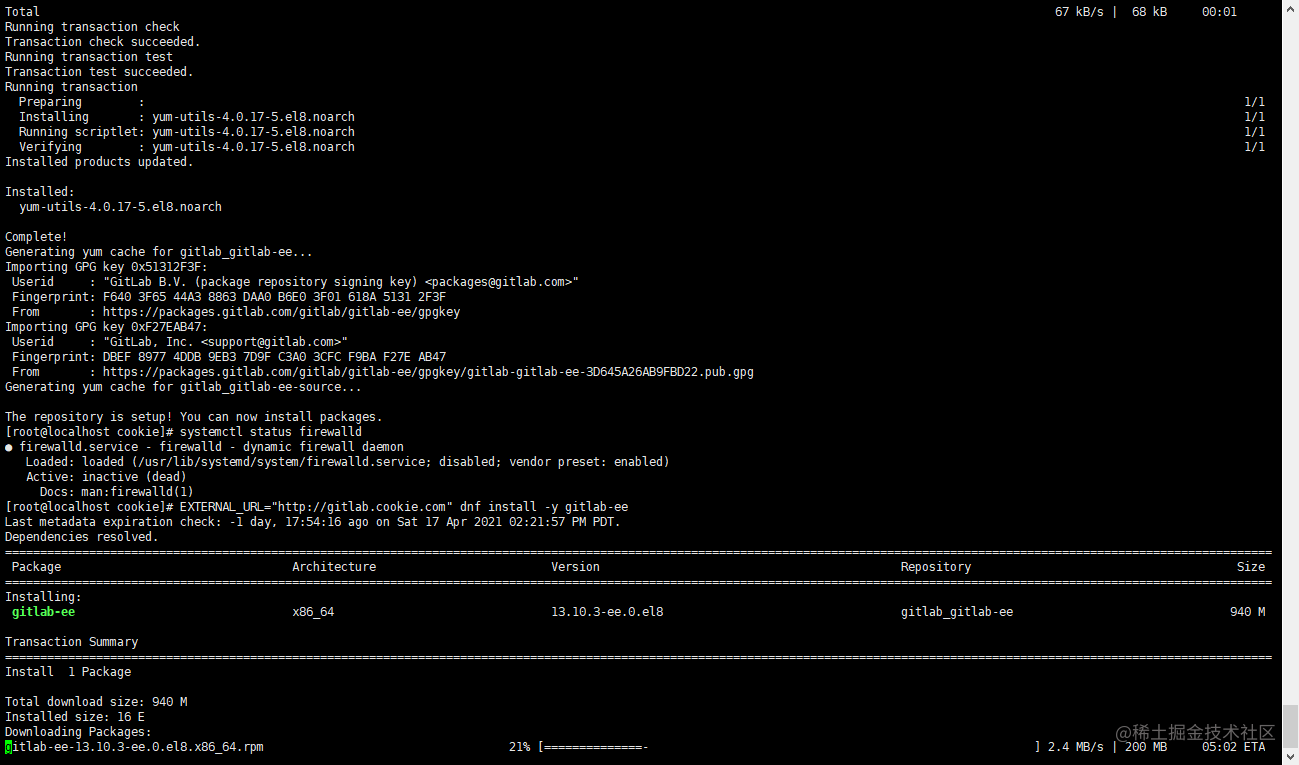 Total 67 kB/s | 68 kB 00:01
Running transaction check
Transaction check succeeded.
Running transaction test
Transaction test succeeded.
Running transaction
  Preparing        : 1/1
  Installing       : yum-utils-4.0.17-5.el8.noarch 1/1
  Running scriptlet: yum-utils-4.0.17-5.el8.noarch 1/1
  Verifying        : yum-utils-4.0.17-5.el8.noarch 1/1
Installed products updated.
Installed:
  yum-utils-4.0.17-5.el8.noarch
Complete!
Generating yum cache for gitlab_gitlab-ee...
Importing GPG key 0x51312F3F:
 Userid     : "GitLab B.V. (package repository signing key) <packages@gitlab.com>"
 Fingerprint: F640 3F65 44A3 8863 DAA0 B6E0 3F01 618A 5131 2F3F
 From       : https://packages.gitlab.com/gitlab/gitlab-ee/gpgkey
Importing GPG key 0xF27EAB47:
 Userid     : "GitLab, Inc. <support@gitlab.com>"
 Fingerprint: DBEF 8977 4DDB 9EB3 7D9F C3A0 3CFC F9BA F27E AB47
 From       : https://packages.gitlab.com/gitlab/gitlab-ee/gpgkey/gitlab-gitlab-ee-3D645A26AB9FBD22.pub.gpg
Generating yum cache for gitlab_gitlab-ee-source...
The repository is setup! You can now install packages.
[root@localhost cookie]# systemctl status firewalld
● firewalld.service - firewalld - dynamic firewall daemon
   Loaded: loaded (/usr/lib/systemd/system/firewalld.service; disabled; vendor preset: enabled)
   Active: inactive (dead)
     Docs: man:firewalld(1)
[root@localhost cookie]# EXTERNAL_URL="http://gitlab.cookie.com" dnf install -y gitlab-ee
Last metadata expiration check: -1 day, 17:54:16 ago on Sat 17 Apr 2021 02:21:57 PM PDT.
Dependencies resolved.
Package Architecture Version Repository Size
Installing:
 gitlab-ee x86_64 13.10.3-ee.0.el8 gitlab_gitlab-ee 940 M
Transaction Summary
Install  1 Package
Total download size: 940 M
Installed size: 16 E
Downloading Packages:
gitlab-ee-13.10.3-ee.0.el8.x86_64.rpm 21% [==============- ] 2.4 MB/s | 200 MB 05:02 ETA
@稀土掘金技术社区